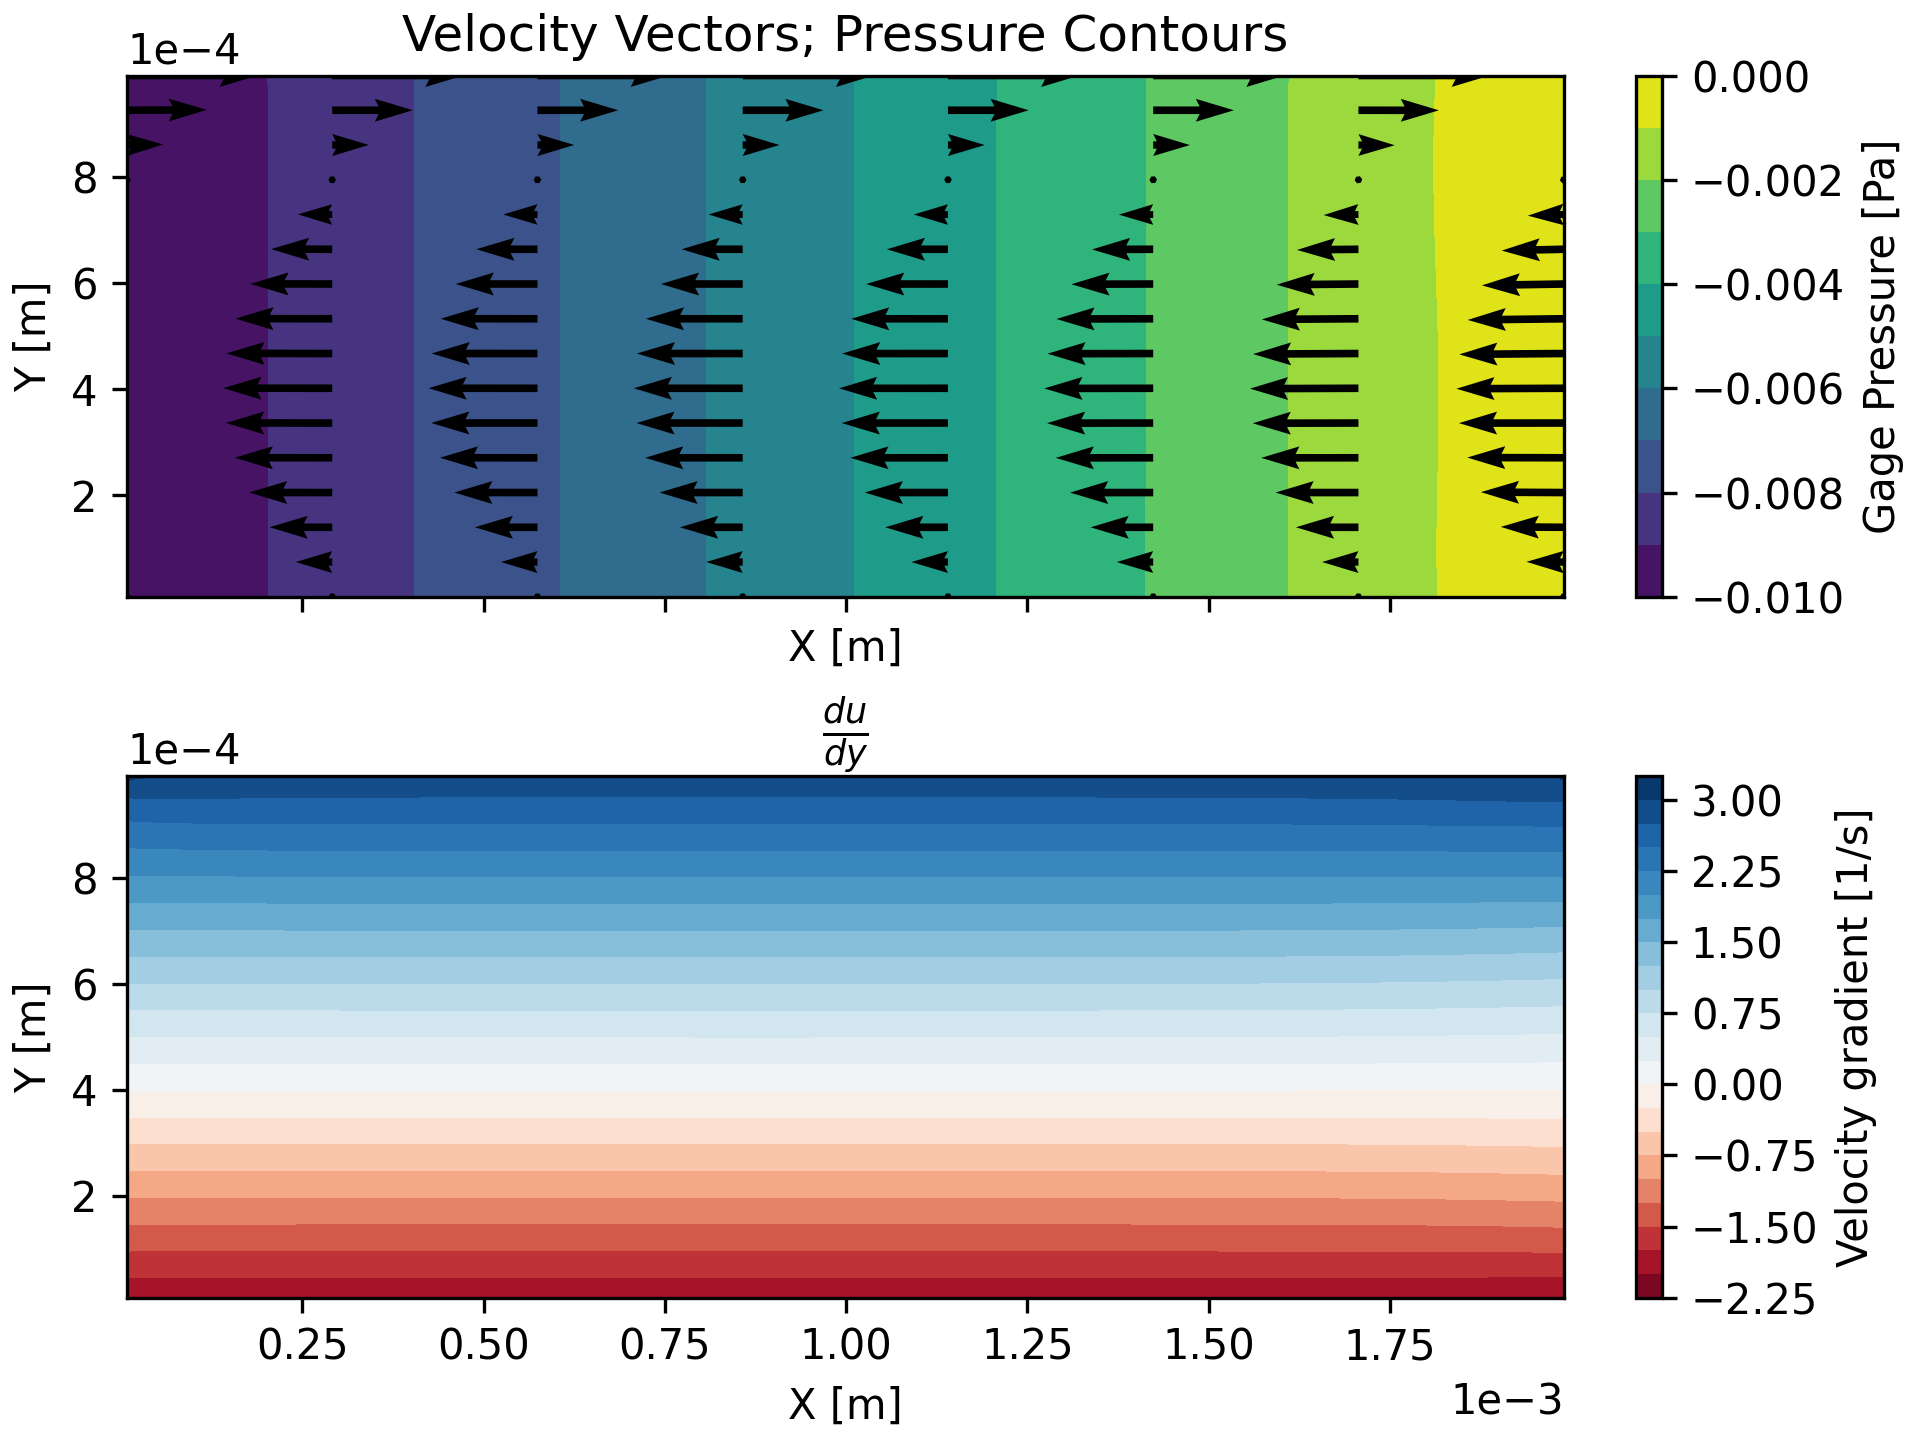 Velocity Vectors; Pressure Contours
1e−4
8
6
4
2
Y [m]
X [m]
0.000
−0.002
−0.004
−0.006
−0.008
−0.010
Gage Pressure [Pa]
du
dy
1e−4
8
6
4
2
Y [m]
0.25 0.50 0.75 1.00 1.25 1.50 1.75
1e−3
X [m]
3.00
2.25
1.50
0.75
0.00
−0.75
−1.50
−2.25
Velocity gradient [1/s]